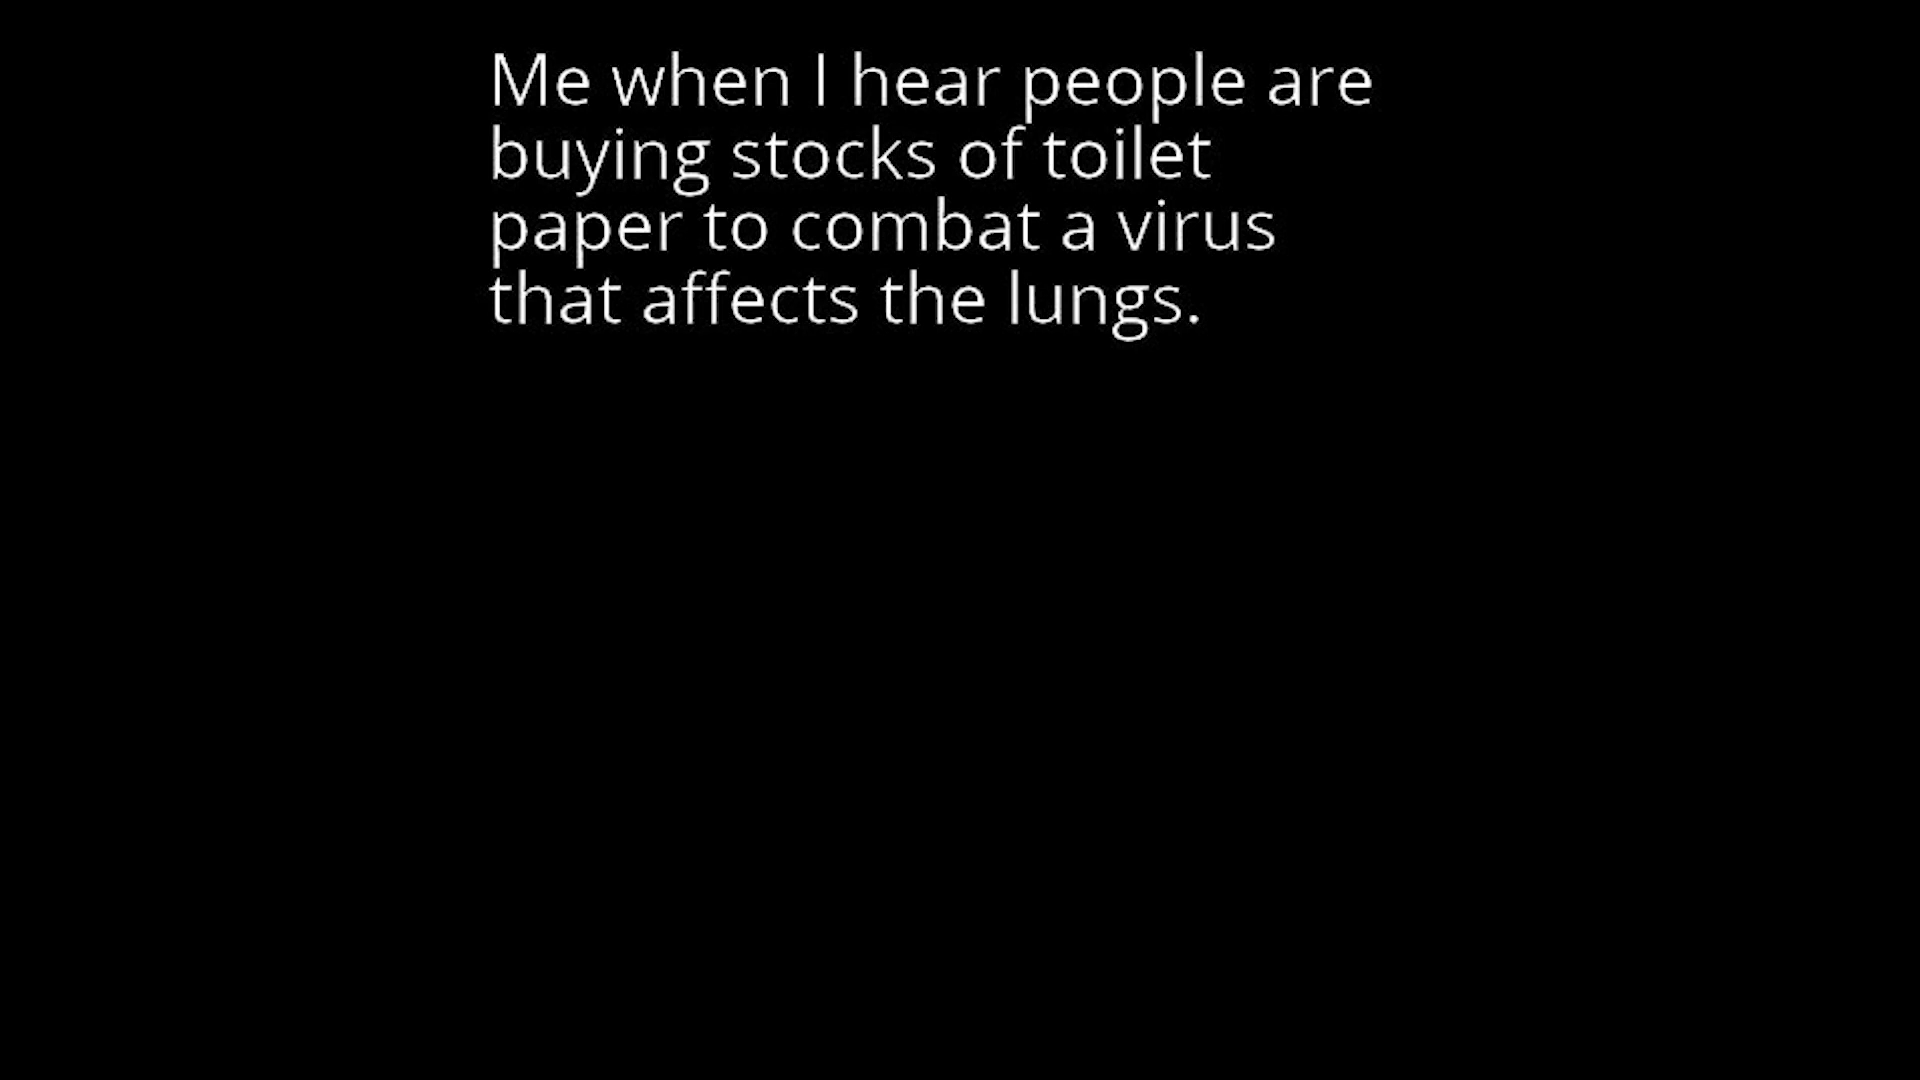 Me when I hear people are
buying stocks of toilet
paper to combat a virus
that affects the lungs.